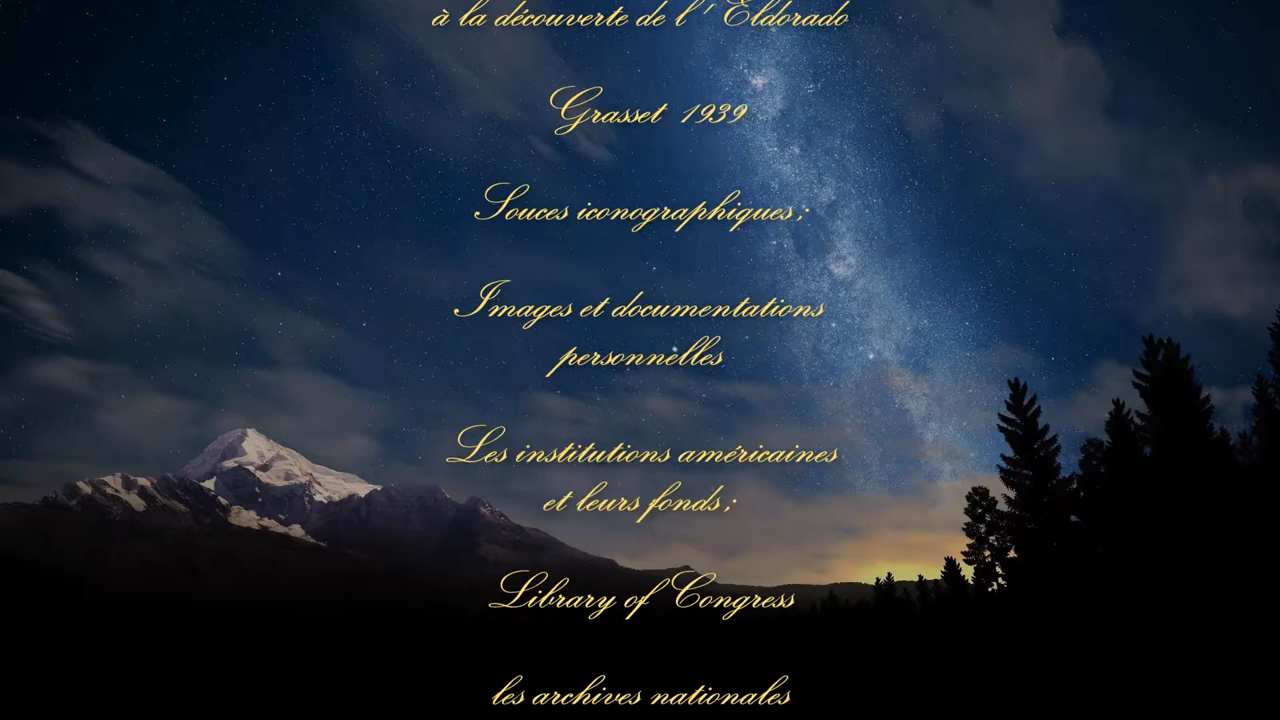 à la découverte de l ' Eldorado
Grasset 1939
Souces iconographiques ;
Images et documentations
personnelles
Les institutions américaines
et leurs fonds ;
Library of Congress
les archives nationales